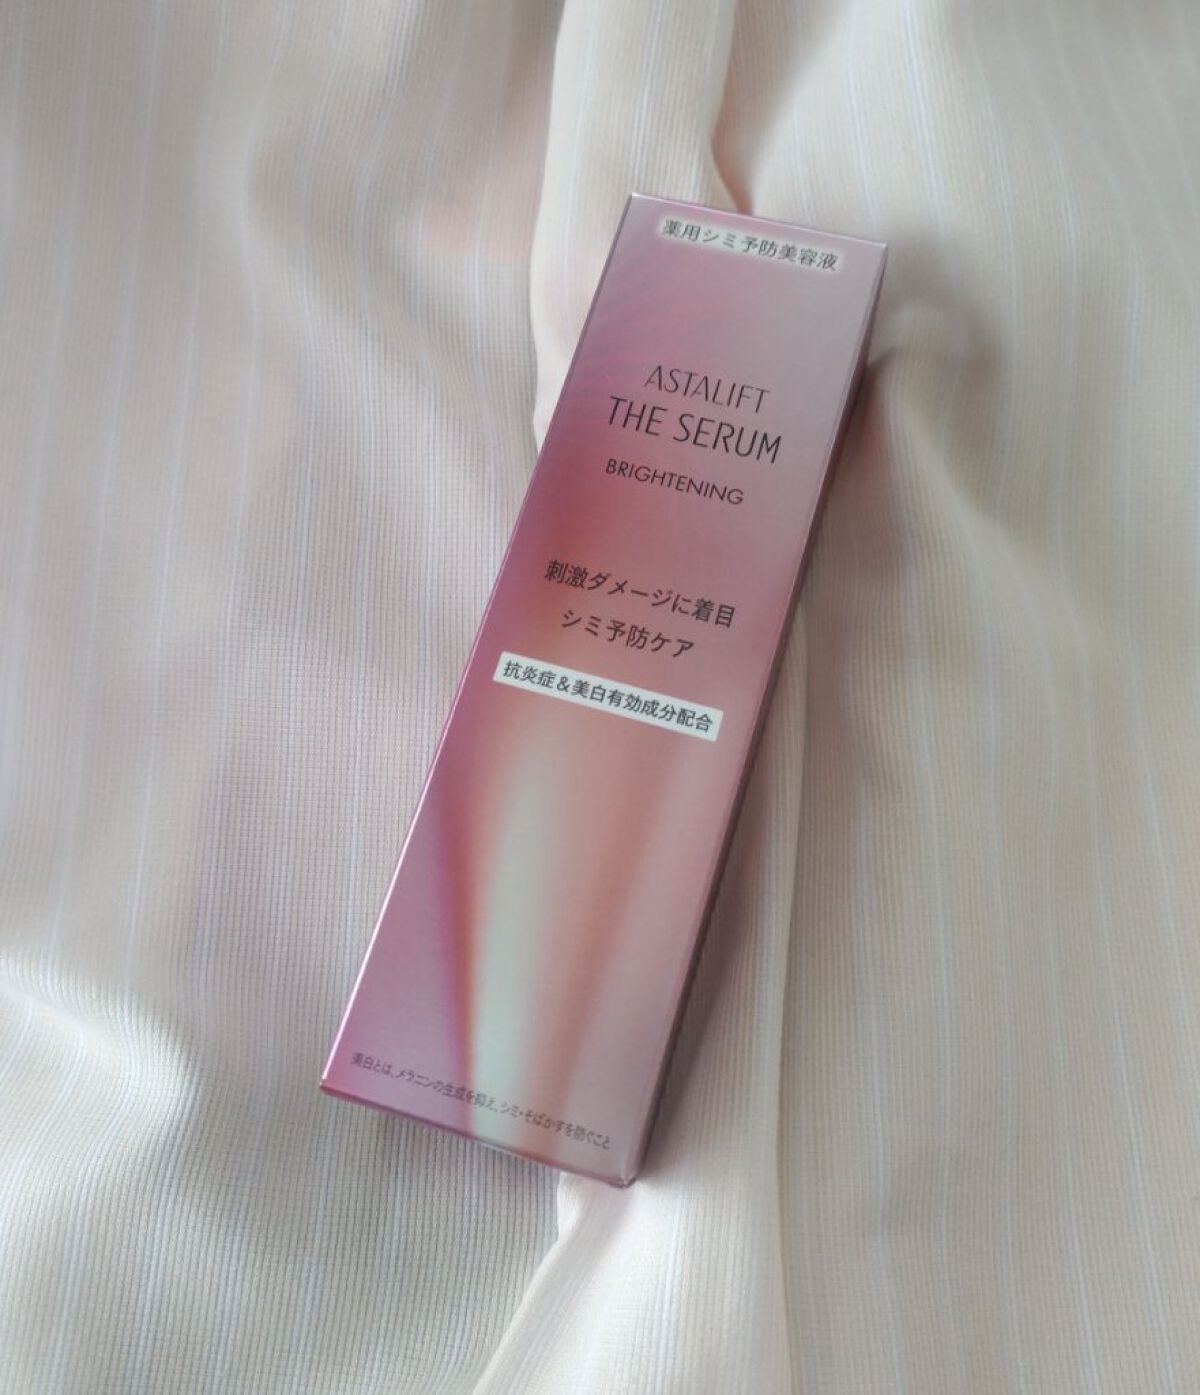 薬用シミ予防美容液
ASTALIFT
THE SERUM
BRIGHTENING
刺激ダメージに着目
シミ予防ケア
抗炎症＆美白有効成分配合
美白とは、メラニンの生成を抑え、シミ・そばかすを防ぐこと